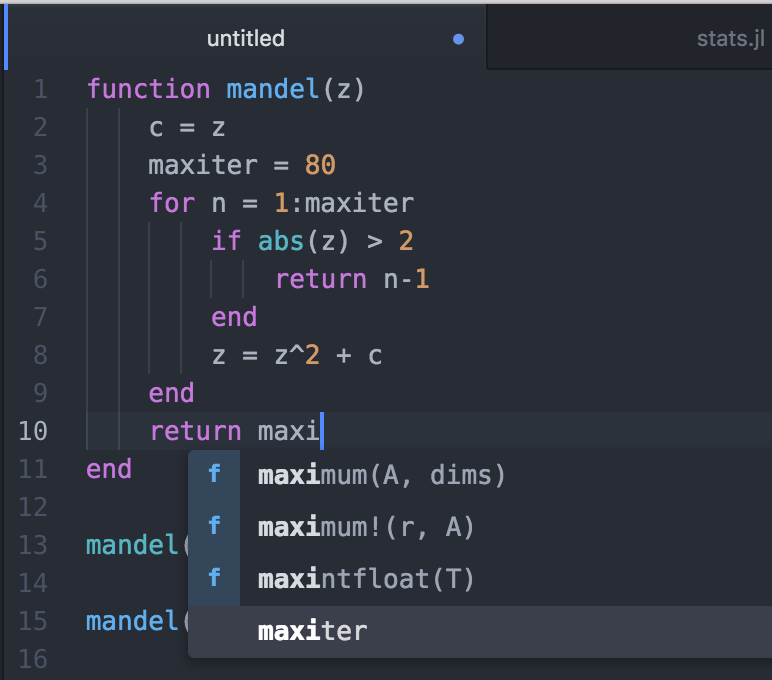 untitled
stats.jl
1 function mandel(z)
2 c = z
3 maxiter = 80
4 for n = 1:maxiter
5 if abs(z) > 2
6 return n-1
7 end
8 z = z^2 + c
9 end
10 return maxi
11 end
f maximum(A, dims)
12
f maximum!(r, A)
13 mandel(
14
f maxintfloat(T)
15 mandel(
maxiter
16